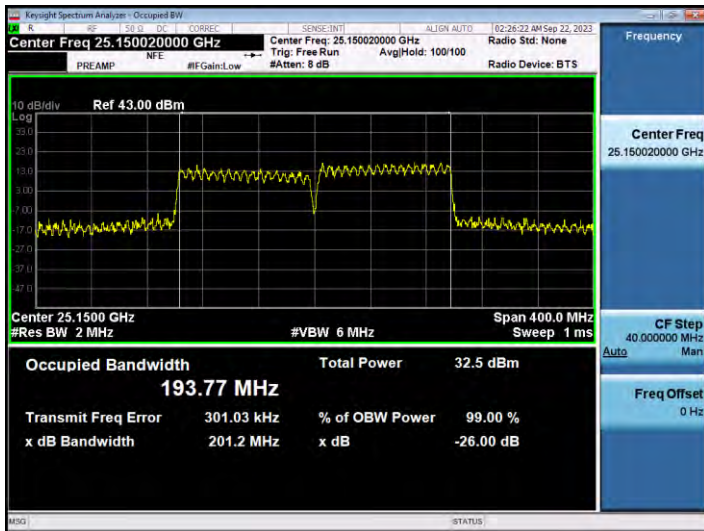 Keysight Spectrum Analyzer - Occupied BW
R RF 50 Ω DC CORREC SENSE:INT ALIGN AUTO 02:26:22 AM Sep 22, 2023
Center Freq 25.150020000 GHz
NFE
PREAMP #IFGain:Low
Center Freq: 25.150020000 GHz
Trig: Free Run Avg|Hold: 100/100
#Atten: 8 dB
Radio Std: None
Radio Device: BTS
10 dB/div Ref 43.00 dBm
Log
33.0
23.0
13.0
3.00
-7.00
-17.0
-27.0
-37.0
-47.0
Center 25.1500 GHz Span 400.0 MHz
#Res BW 2 MHz #VBW 6 MHz Sweep 1 ms
Occupied Bandwidth Total Power 32.5 dBm
193.77 MHz
Transmit Freq Error 301.03 kHz % of OBW Power 99.00 %
x dB Bandwidth 201.2 MHz x dB -26.00 dB
Frequency
Center Freq
25.150020000 GHz
CF Step
40.000000 MHz
Auto Man
Freq Offset
0 Hz
MSG STATUS